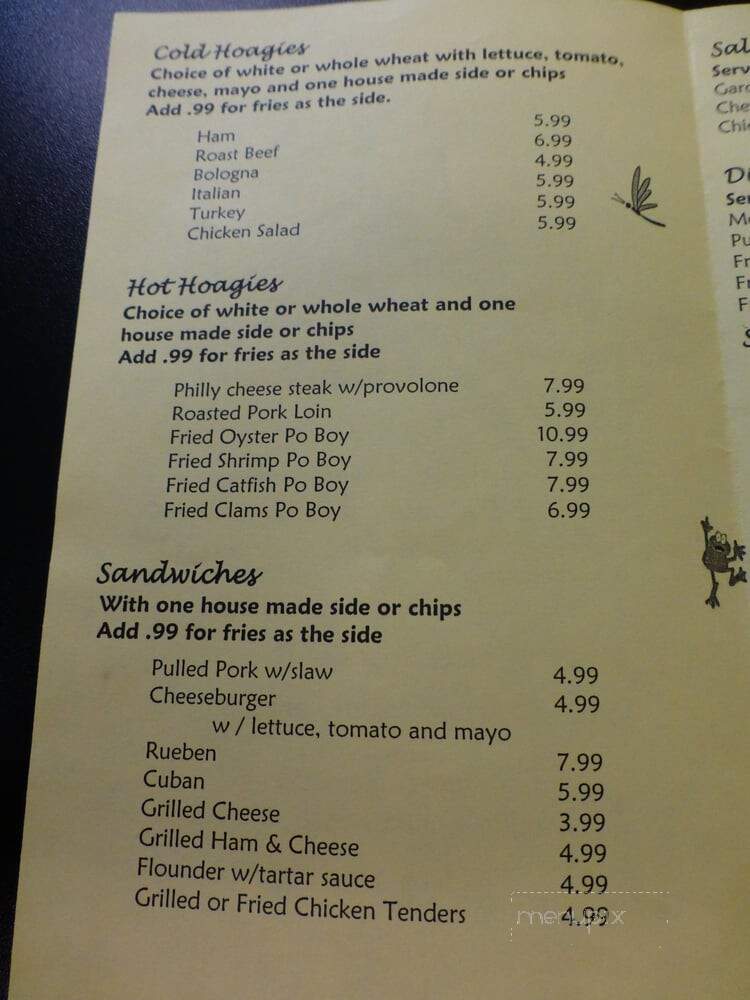 Cold Hoagies
Choice of white or whole wheat with lettuce, tomato,
cheese, mayo and one house made side or chips
Add .99 for fries as the side.
Ham 5.99
Roast Beef 6.99
Bologna 4.99
Italian 5.99
Turkey 5.99
Chicken Salad 5.99
Hot Hoagies
Choice of white or whole wheat and one
house made side or chips
Add .99 for fries as the side
Philly cheese steak w/provolone 7.99
Roasted Pork Loin 5.99
Fried Oyster Po Boy 10.99
Fried Shrimp Po Boy 7.99
Fried Catfish Po Boy 7.99
Fried Clams Po Boy 6.99
Sandwiches
With one house made side or chips
Add .99 for fries as the side
Pulled Pork w/slaw 4.99
Cheeseburger 4.99
w / lettuce, tomato and mayo
Rueben 7.99
Cuban 5.99
Grilled Cheese 3.99
Grilled Ham & Cheese 4.99
Flounder w/tartar sauce 4.99
Grilled or Fried Chicken Tenders 4.99
menupix